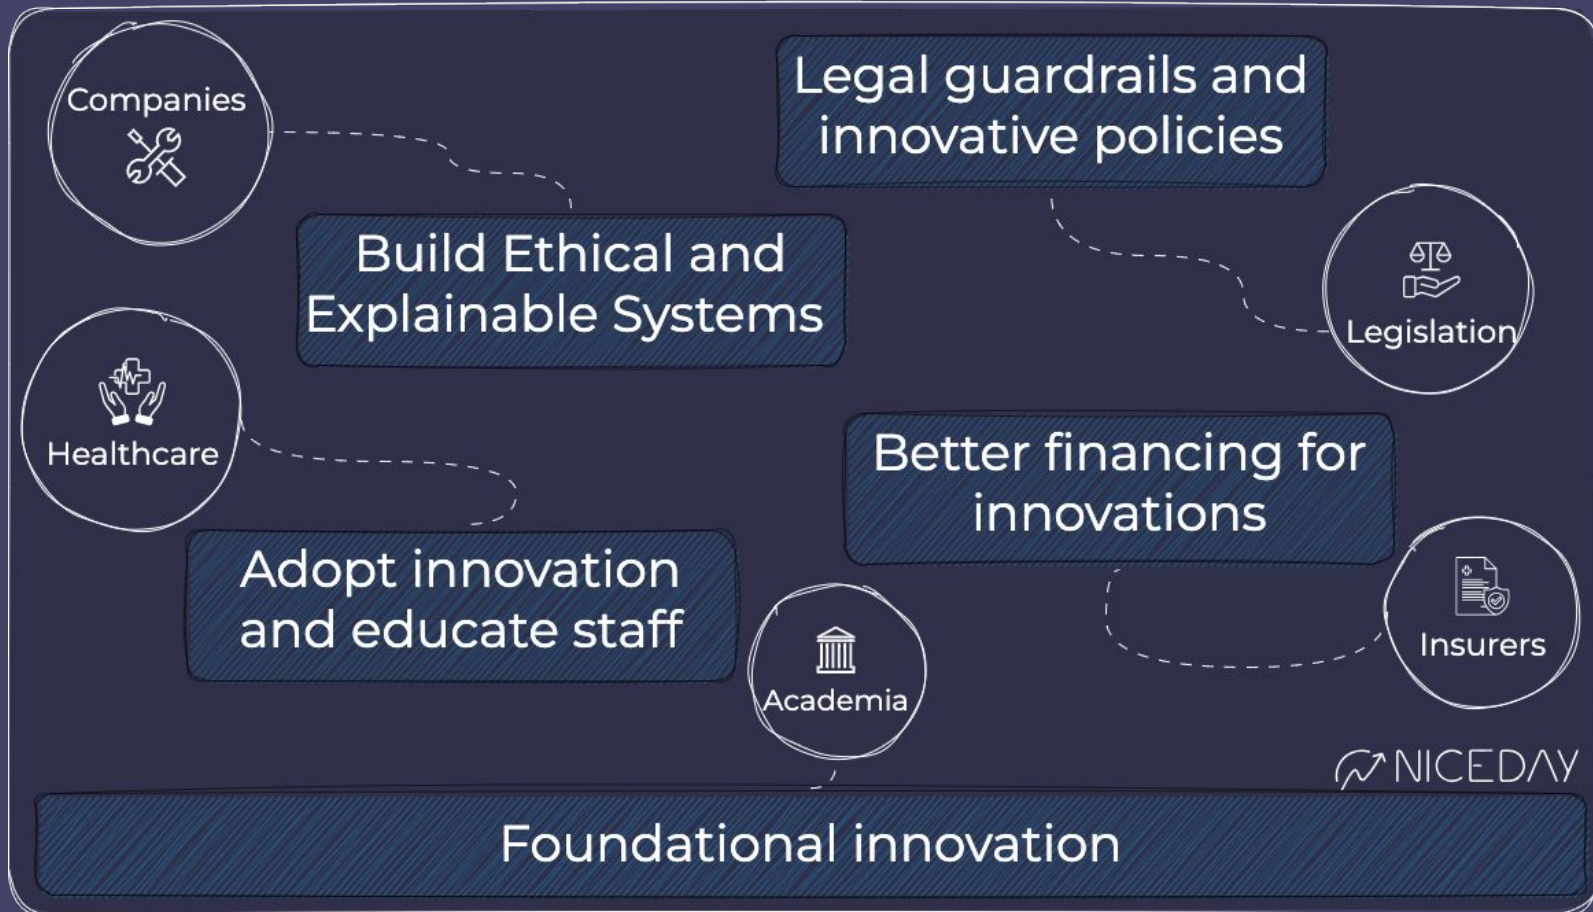 Companies
Legal guardrails and
innovative policies
Build Ethical and
Explainable Systems
Legislation
Healthcare
Better financing for
innovations
Adopt innovation
and educate staff
Insurers
Academia
NICEDAY
Foundational innovation